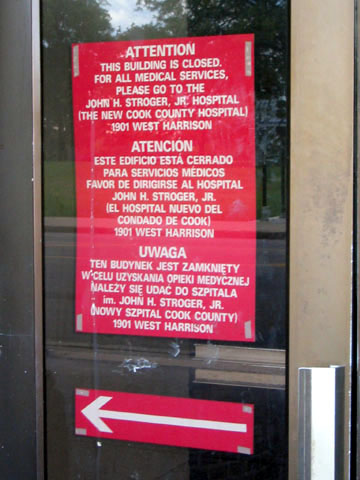 ATTENTION
THIS BUILDING IS CLOSED.
FOR ALL MEDICAL SERVICES,
PLEASE GO TO THE
JOHN H. STROGER, JR. HOSPITAL
(THE NEW COOK COUNTY HOSPITAL)
1901 WEST HARRISON
ATENCION
ESTE EDIFICIO ESTÁ CERRADO
PARA SERVICIOS MÉDICOS
FAVOR DE DIRIGIRSE AL HOSPITAL
JOHN H. STROGER, JR.
(EL HOSPITAL NUEVO DEL
CONDADO DE COOK)
1901 WEST HARRISON
UWAGA
TEN BUDYNEK JEST ZAMKNIĘTY
W CELU UZYSKANIA OPIEKI MEDYCZNEJ
NALEŻY SIĘ UDAĆ DO SZPITALA
im. JOHN H. STROGER, JR.
(NOWY SZPITAL COOK COUNTY)
1901 WEST HARRISON